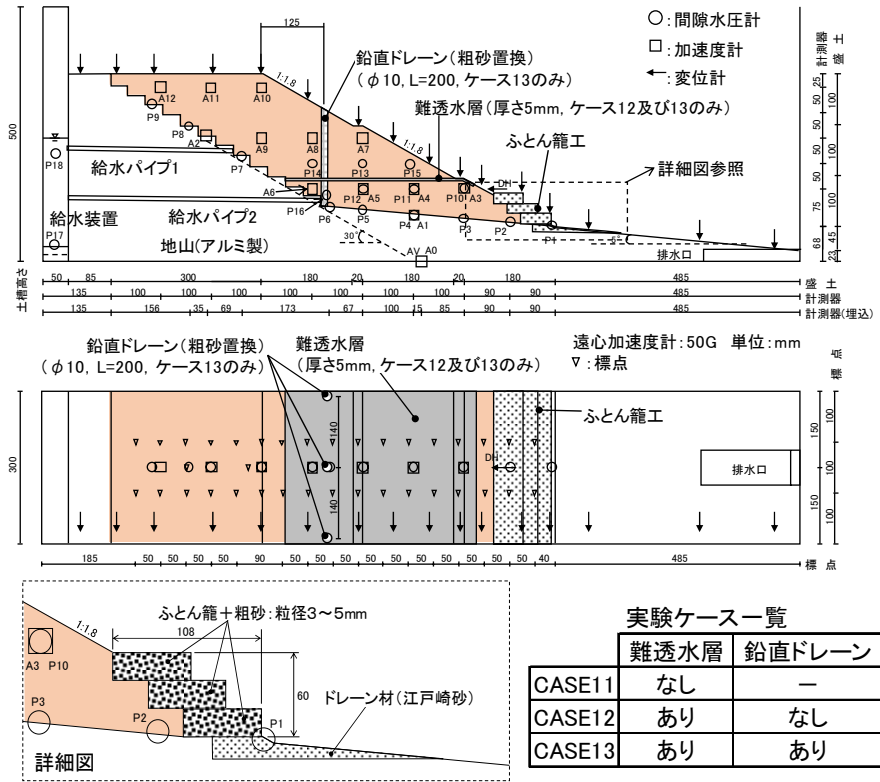 125
○:間隙水圧計
□:加速度計
←:変位計
鉛直ドレーン(粗砂置換)
(φ10, L=200, ケース13のみ)
難透水層(厚さ5mm, ケース12及び13のみ)
ふとん籠工
詳細図参照
1:1.8
1:1.8
500
A12 A11 A10
P9
P8
A2
A9 A8 A7
P7
P14 P13 P15
P18
給水パイプ1
A6
P12 A5 P11 A4 P10 A3
DH
P16
P6 P5 P4 A1 P3 P2 P1
給水装置
給水パイプ2
P17
地山(アルミ製)
30°
5°
AV A0
排水口
計測器
盛土
25
50
50
50
75
68
100
100
100
45
23
土槽高さ
50 85 300 180 20 180 20 180 485 盛土
135 100 100 100 100 100 100 100 90 90 485 計測器
135 156 35 69 173 67 100 15 85 90 90 485 計測器(埋込)
鉛直ドレーン(粗砂置換)
(φ10, L=200, ケース13のみ)
難透水層
(厚さ5mm, ケース12及び13のみ)
遠心加速度計:50G 単位:mm
▽:標点
ふとん籠工
300
140
140
DH
排水口
標点
150
150
100
100
100
185 50 50 50 50 90 50 50 50 50 50 50 50 50 40 485 標点
ふとん籠+粗砂:粒径3~5mm
1:1.8
108
A3 P10
60
P3
P2
P1
ドレーン材(江戸崎砂)
詳細図
実験ケース一覧
難透水層 鉛直ドレーン
CASE11 なし -
CASE12 あり なし
CASE13 あり あり